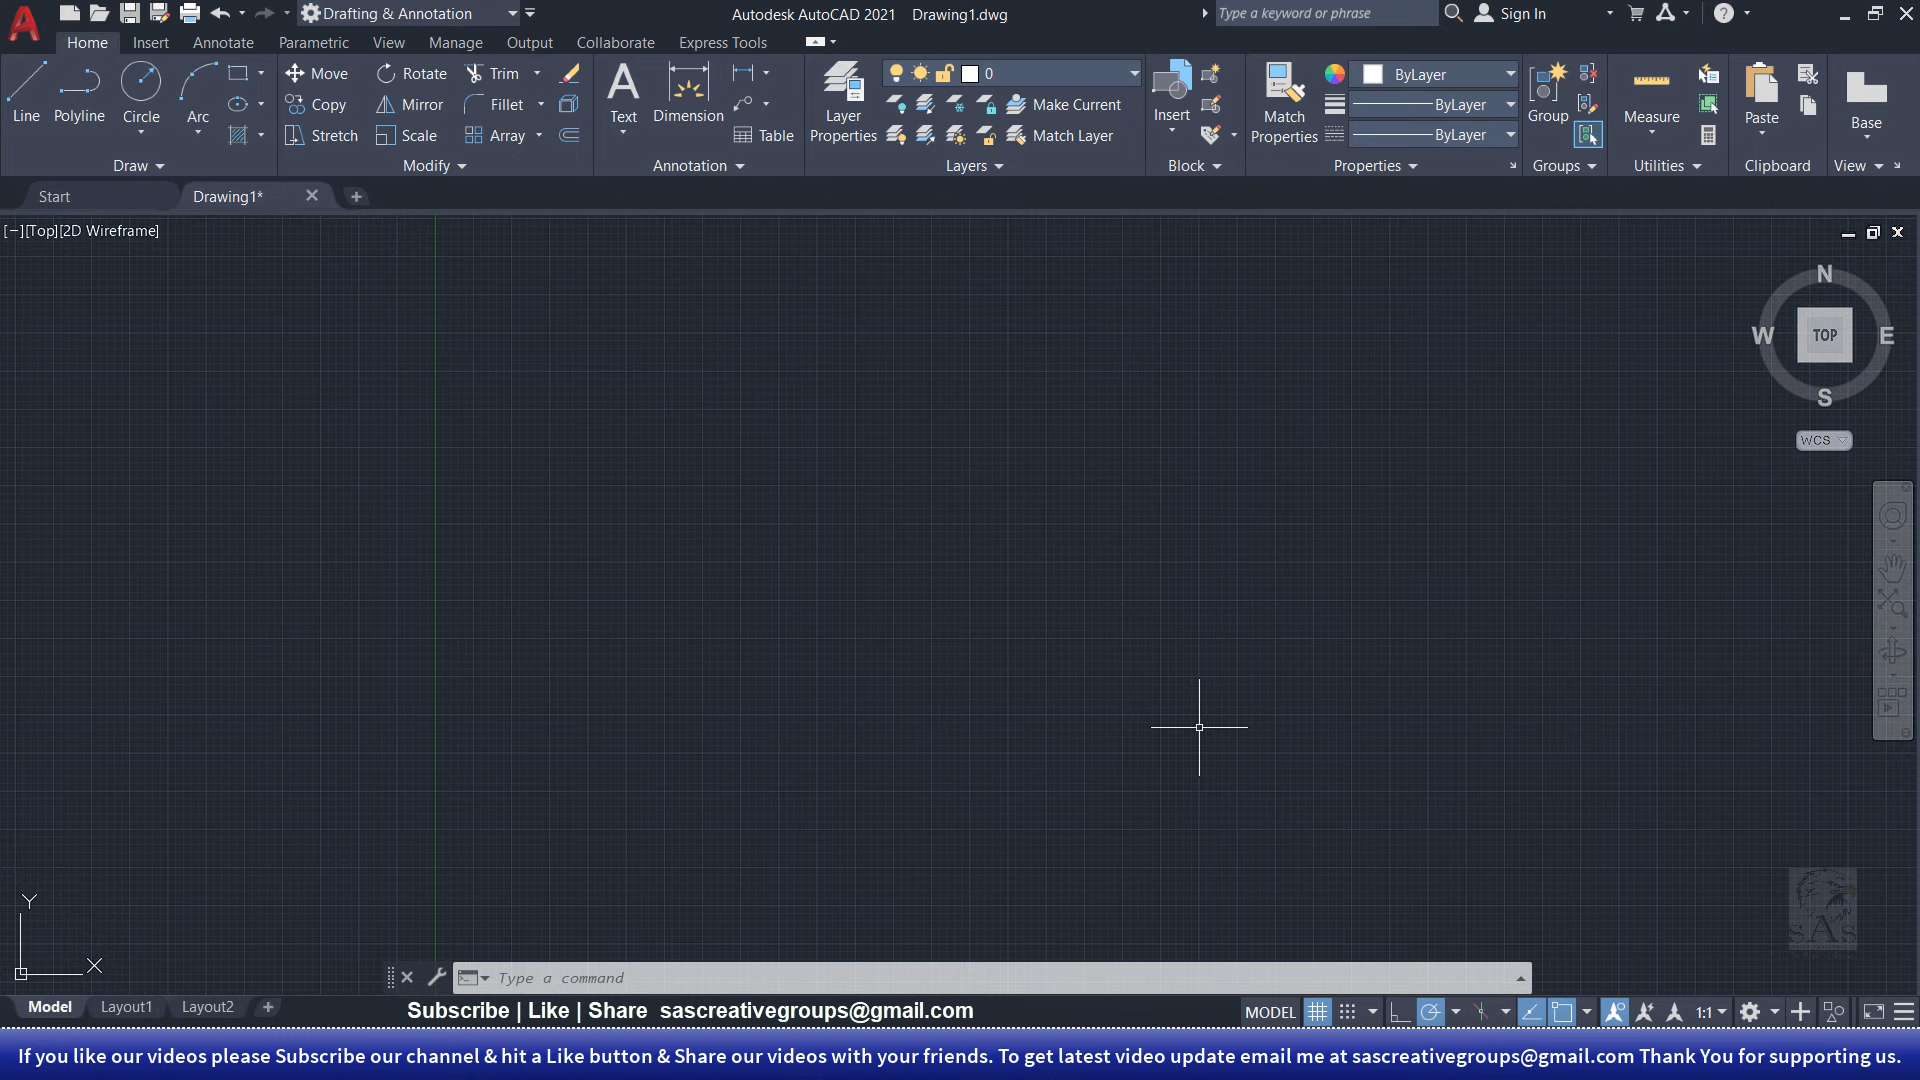 Drafting & Annotation
Autodesk AutoCAD 2021 Drawing1.dwg
Type a keyword or phrase
Sign In
Home Insert Annotate Parametric View Manage Output Collaborate Express Tools
Line Polyline Circle Arc
Move Rotate Trim
Copy Mirror Fillet
Stretch Scale Array
Text Dimension Table
Layer Properties
0
Make Current
Match Layer
Insert
Match Properties
ByLayer
ByLayer
ByLayer
Group
Measure
Paste
Base
Draw Modify Annotation Layers Block Properties Groups Utilities Clipboard View
Start Drawing1*
[−][Top][2D Wireframe]
N
W TOP E
S
WCS
Y
X
SAS
Type a command
Model Layout1 Layout2
Subscribe | Like | Share sascreativegroups@gmail.com
MODEL 1:1
If you like our videos please Subscribe our channel & hit a Like button & Share our videos with your friends. To get latest video update email me at sascreativegroups@gmail.com Thank You for supporting us.